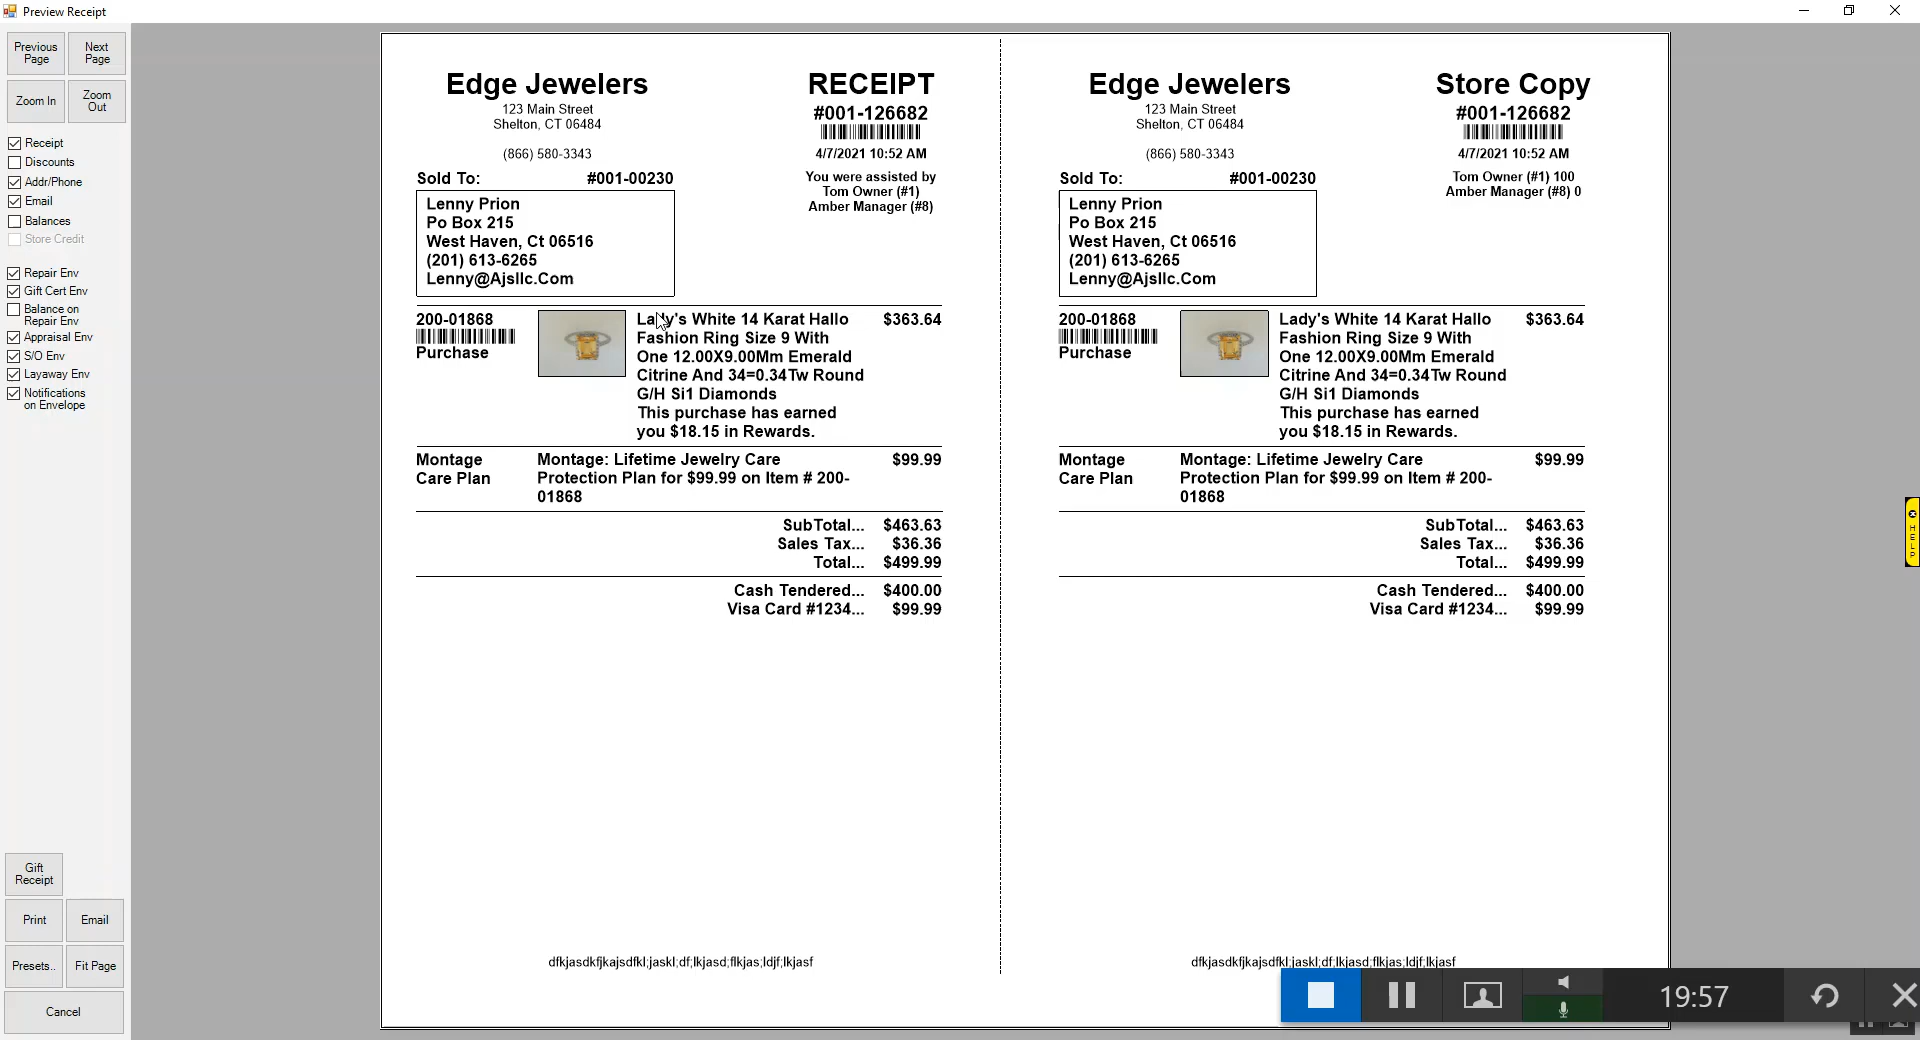 Preview Receipt
Previous
Page
Next
Page
Zoom In
Zoom
Out
Receipt
Discounts
Addr/Phone
Email
Balances
Store Credit
Repair Env
Gift Cert Env
Balance on
Repair Env
Appraisal Env
S/O Env
Layaway Env
Notifications
on Envelope
Gift
Receipt
Print
Email
Presets..
Fit Page
Cancel
Edge Jewelers
123 Main Street
Shelton, CT 06484
(866) 580-3343
RECEIPT
#001-126682
4/7/2021 10:52 AM
You were assisted by
Tom Owner (#1)
Amber Manager (#8)
Sold To: #001-00230
Lenny Prion
Po Box 215
West Haven, Ct 06516
(201) 613-6265
Lenny@Ajsllc.Com
200-01868
Purchase
Lady's White 14 Karat Hallo $363.64
Fashion Ring Size 9 With
One 12.00X9.00Mm Emerald
Citrine And 34=0.34Tw Round
G/H Si1 Diamonds
This purchase has earned
you $18.15 in Rewards.
Montage
Care Plan
Montage: Lifetime Jewelry Care $99.99
Protection Plan for $99.99 on Item # 200-
01868
SubTotal... $463.63
Sales Tax... $36.36
Total... $499.99
Cash Tendered... $400.00
Visa Card #1234... $99.99
dfkjasdkfjkajsdfkl;jaskl;df;lkjasd;flkjas;ldjf;lkjasf
Edge Jewelers
123 Main Street
Shelton, CT 06484
(866) 580-3343
Store Copy
#001-126682
4/7/2021 10:52 AM
Tom Owner (#1) 100
Amber Manager (#8) 0
Sold To: #001-00230
Lenny Prion
Po Box 215
West Haven, Ct 06516
(201) 613-6265
Lenny@Ajsllc.Com
200-01868
Purchase
Lady's White 14 Karat Hallo $363.64
Fashion Ring Size 9 With
One 12.00X9.00Mm Emerald
Citrine And 34=0.34Tw Round
G/H Si1 Diamonds
This purchase has earned
you $18.15 in Rewards.
Montage
Care Plan
Montage: Lifetime Jewelry Care $99.99
Protection Plan for $99.99 on Item # 200-
01868
SubTotal... $463.63
Sales Tax... $36.36
Total... $499.99
Cash Tendered... $400.00
Visa Card #1234... $99.99
dfkjasdkfjkajsdfkl;jaskl;df;lkjasd;flkjas;ldjf;lkjasf
HELP
19:57